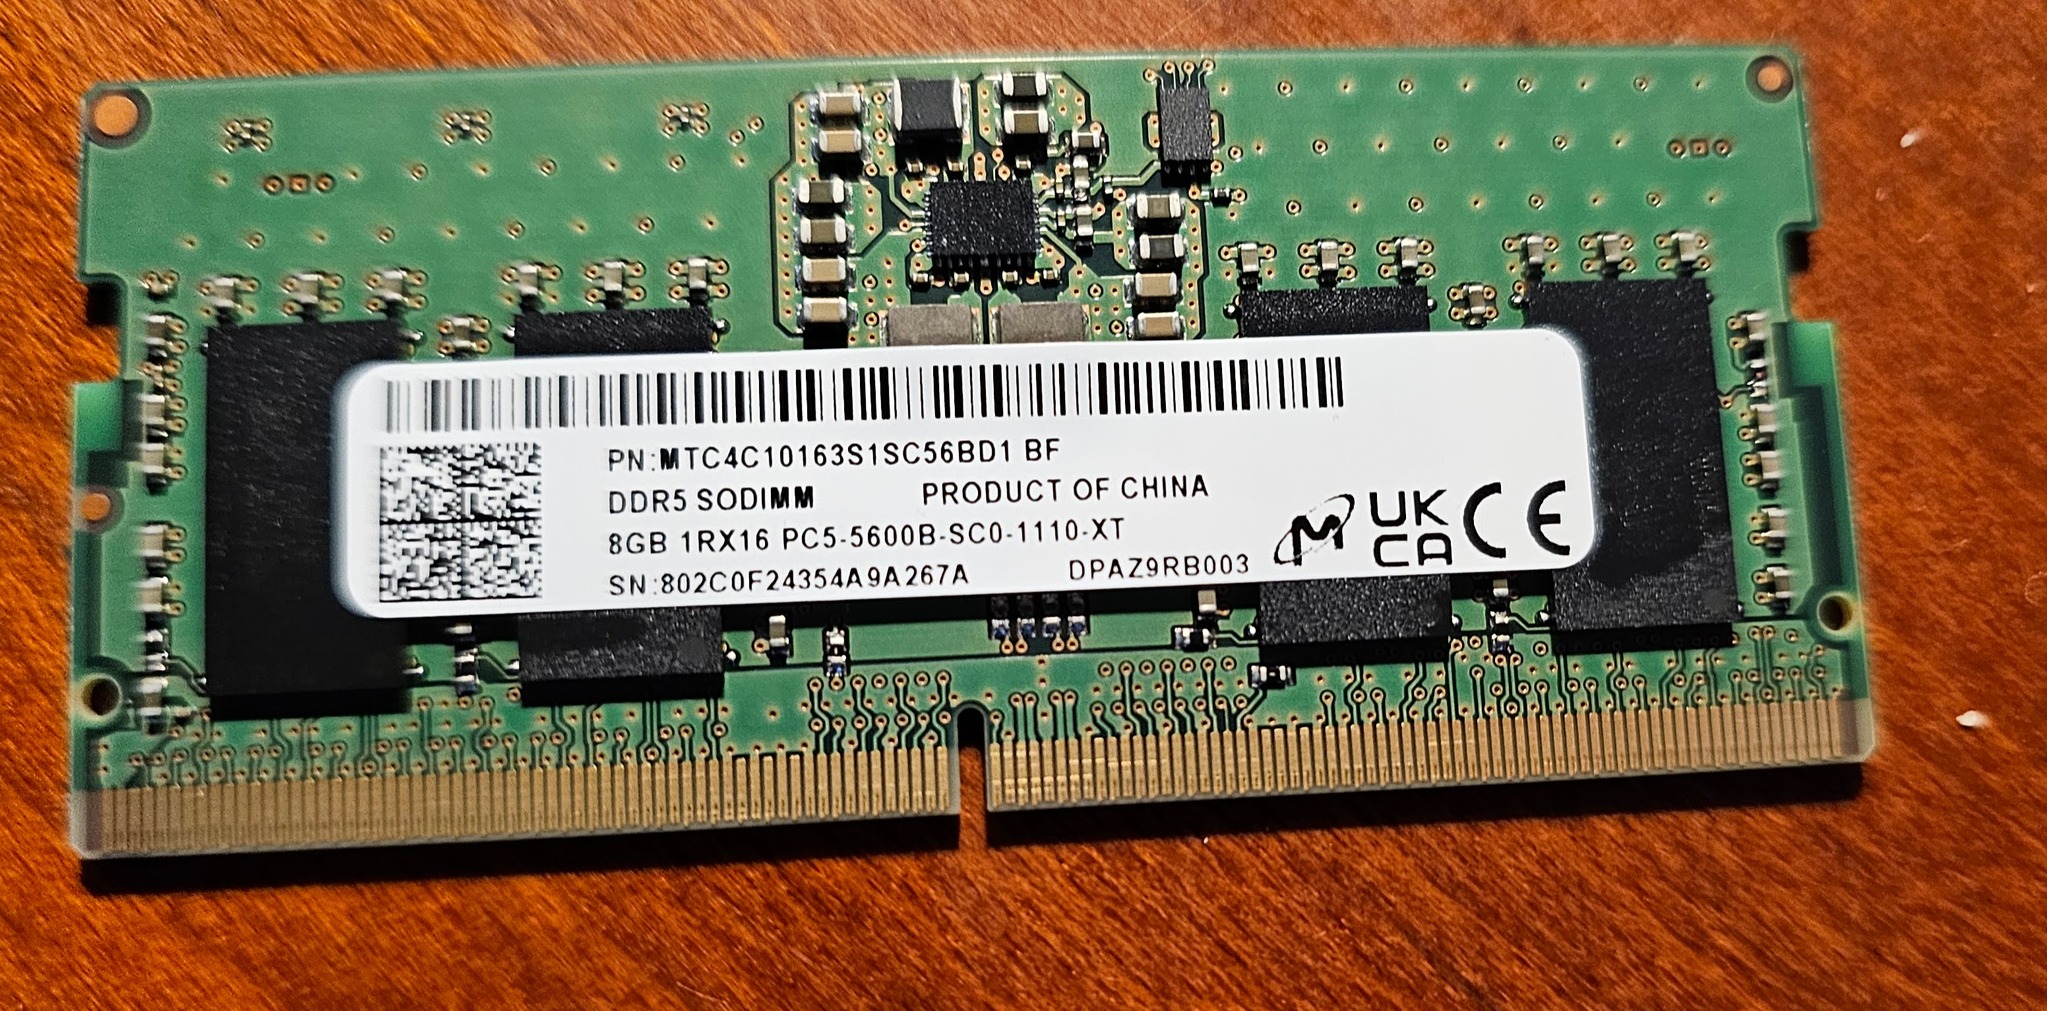 PN:MTC4C10163S1SC56BD1 BF
DDR5 SODIMM PRODUCT OF CHINA
8GB 1RX16 PC5-5600B-SC0-1110-XT
SN:802C0F24354A9A267A DPAZ9RB003
M UK CA CE